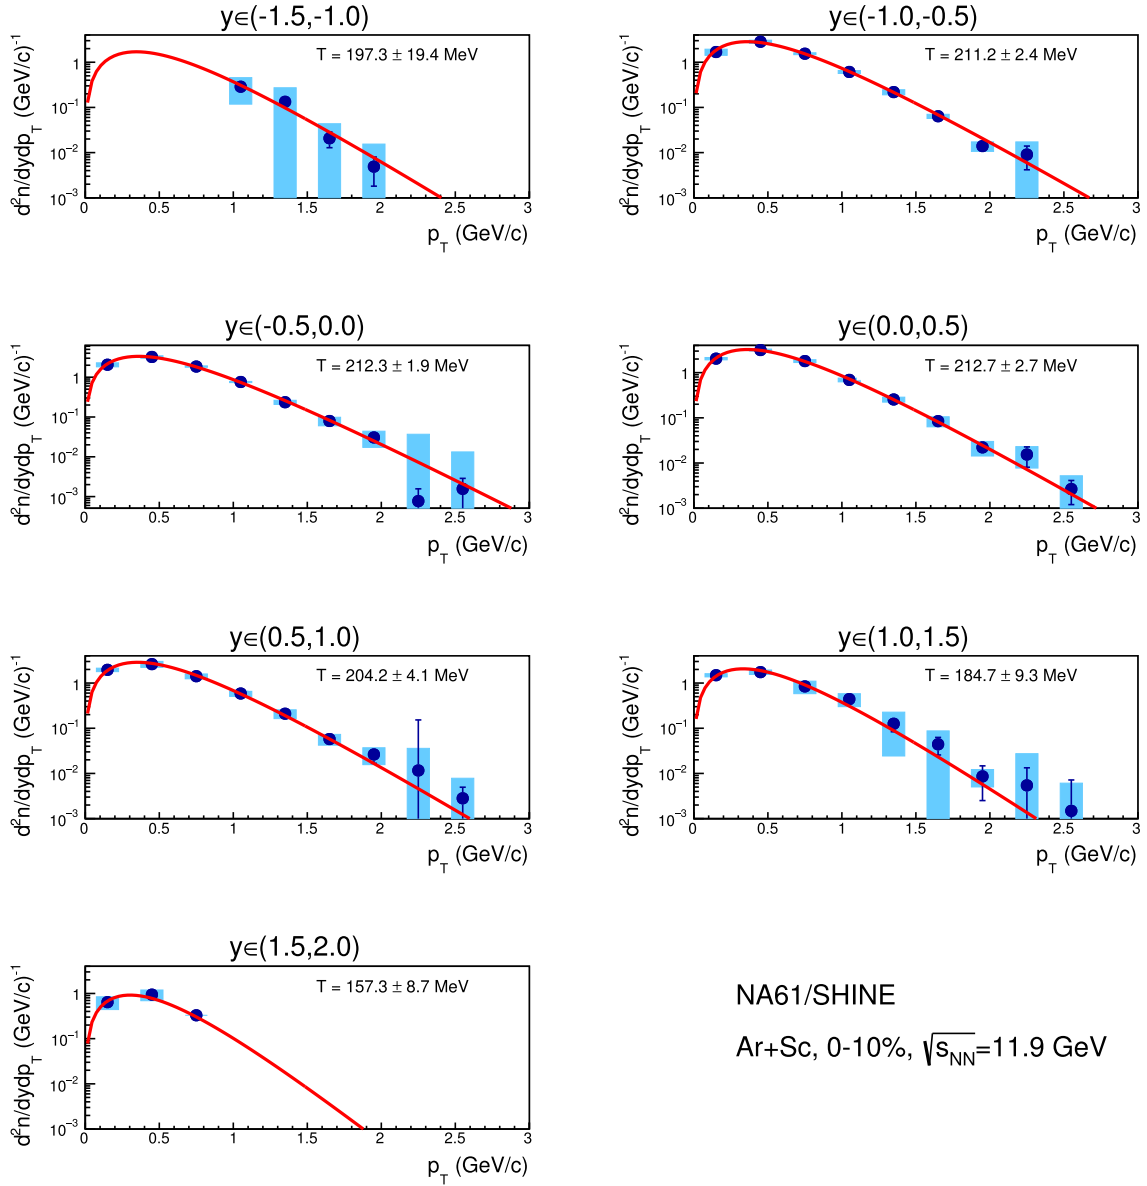 y∈(-1.5,-1.0)
d²n/dydp_T (GeV/c)⁻¹
T = 197.3 ± 19.4 MeV
1
10⁻¹
10⁻²
10⁻³
0 0.5 1 1.5 2 2.5 3
p_T (GeV/c)
y∈(-1.0,-0.5)
d²n/dydp_T (GeV/c)⁻¹
T = 211.2 ± 2.4 MeV
1
10⁻¹
10⁻²
10⁻³
0 0.5 1 1.5 2 2.5 3
p_T (GeV/c)
y∈(-0.5,0.0)
d²n/dydp_T (GeV/c)⁻¹
T = 212.3 ± 1.9 MeV
1
10⁻¹
10⁻²
10⁻³
0 0.5 1 1.5 2 2.5 3
p_T (GeV/c)
y∈(0.0,0.5)
d²n/dydp_T (GeV/c)⁻¹
T = 212.7 ± 2.7 MeV
1
10⁻¹
10⁻²
10⁻³
0 0.5 1 1.5 2 2.5 3
p_T (GeV/c)
y∈(0.5,1.0)
d²n/dydp_T (GeV/c)⁻¹
T = 204.2 ± 4.1 MeV
1
10⁻¹
10⁻²
10⁻³
0 0.5 1 1.5 2 2.5 3
p_T (GeV/c)
y∈(1.0,1.5)
d²n/dydp_T (GeV/c)⁻¹
T = 184.7 ± 9.3 MeV
1
10⁻¹
10⁻²
10⁻³
0 0.5 1 1.5 2 2.5 3
p_T (GeV/c)
y∈(1.5,2.0)
d²n/dydp_T (GeV/c)⁻¹
T = 157.3 ± 8.7 MeV
1
10⁻¹
10⁻²
10⁻³
0 0.5 1 1.5 2 2.5 3
p_T (GeV/c)
NA61/SHINE
Ar+Sc, 0-10%, √s_NN=11.9 GeV